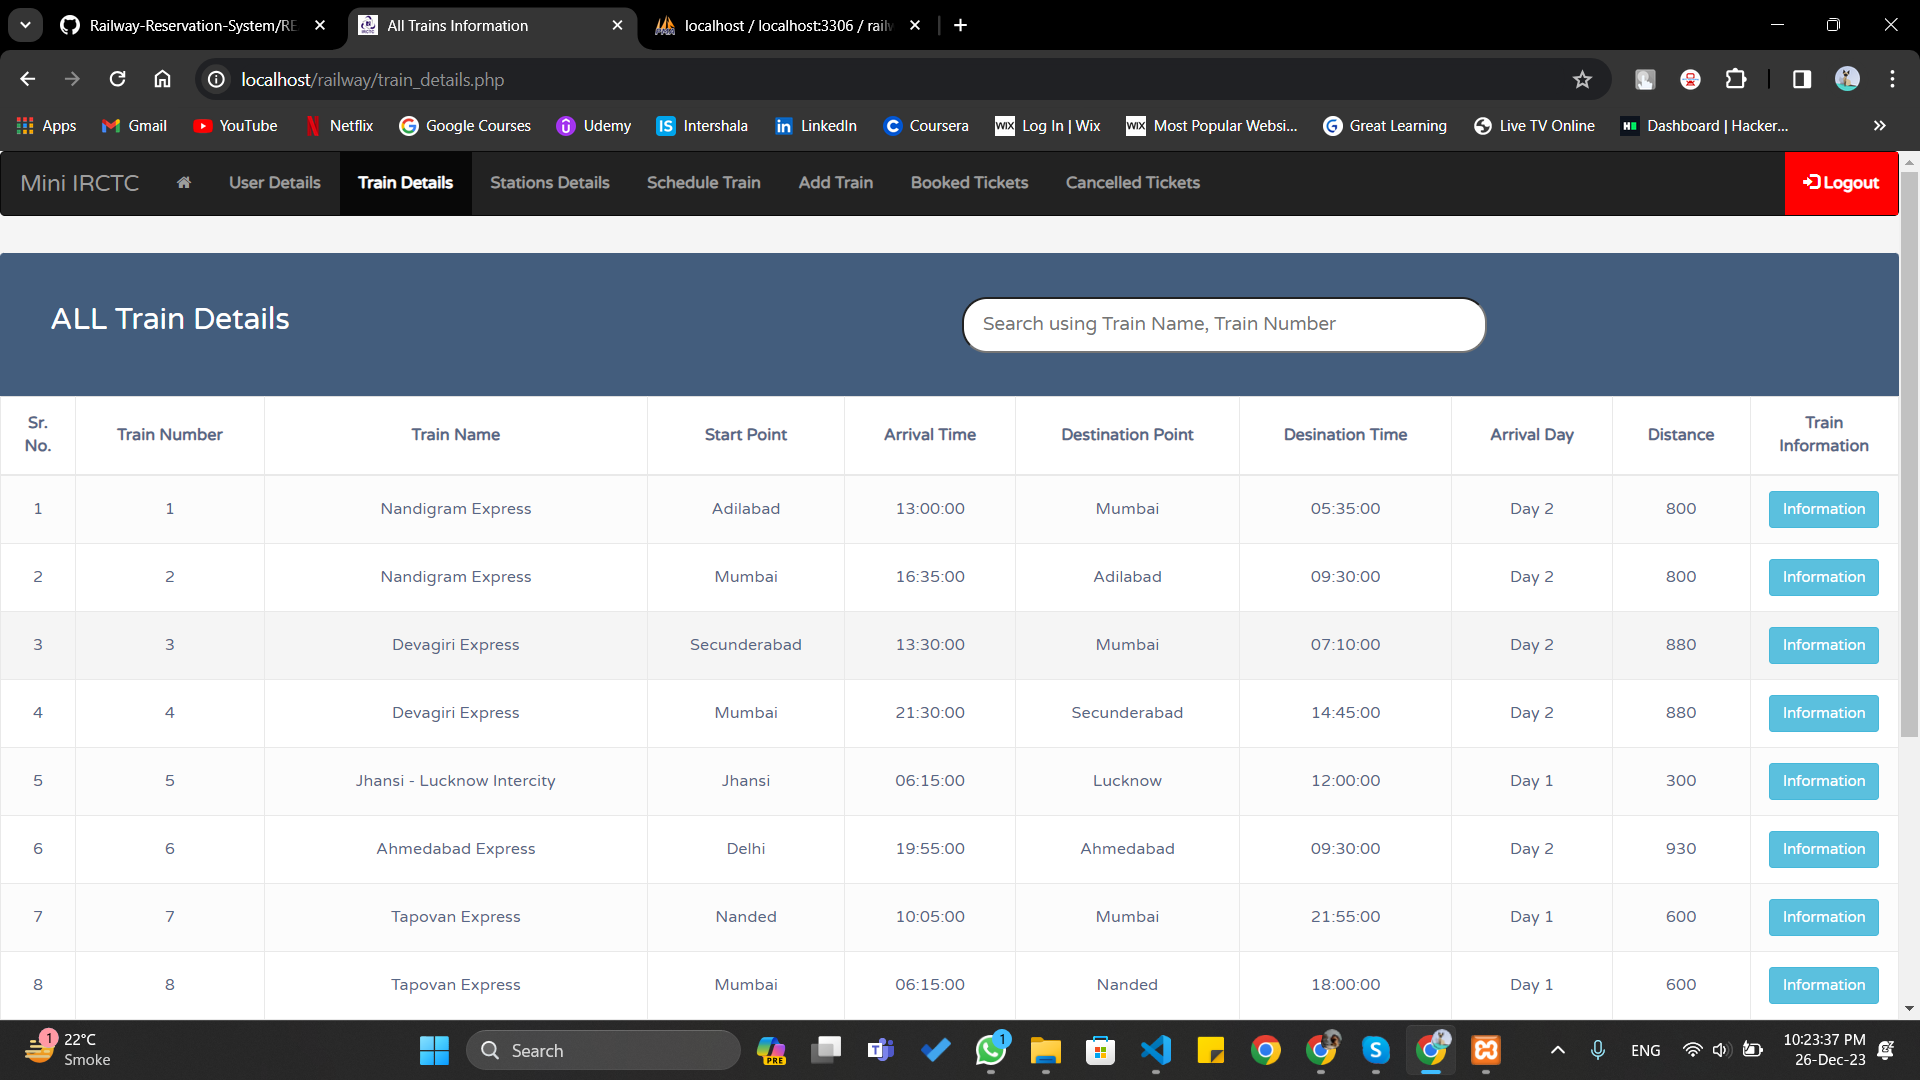 Railway-Reservation-System/RE
All Trains Information
localhost / localhost:3306 / railw
localhost/railway/train_details.php
Apps
Gmail
YouTube
Netflix
Google Courses
Udemy
IS
Intershala
in
LinkedIn
Coursera
WIX
Log In | Wix
WIX
Most Popular Websi...
Great Learning
Live TV Online
Dashboard | Hacker...
Mini IRCTC
User Details
Train Details
Stations Details
Schedule Train
Add Train
Booked Tickets
Cancelled Tickets
Logout
ALL Train Details
Search using Train Name, Train Number
Sr. No. Train Number Train Name Start Point Arrival Time Destination Point Desination Time Arrival Day Distance Train Information
1 1 Nandigram Express Adilabad 13:00:00 Mumbai 05:35:00 Day 2 800 Information
2 2 Nandigram Express Mumbai 16:35:00 Adilabad 09:30:00 Day 2 800 Information
3 3 Devagiri Express Secunderabad 13:30:00 Mumbai 07:10:00 Day 2 880 Information
4 4 Devagiri Express Mumbai 21:30:00 Secunderabad 14:45:00 Day 2 880 Information
5 5 Jhansi - Lucknow Intercity Jhansi 06:15:00 Lucknow 12:00:00 Day 1 300 Information
6 6 Ahmedabad Express Delhi 19:55:00 Ahmedabad 09:30:00 Day 2 930 Information
7 7 Tapovan Express Nanded 10:05:00 Mumbai 21:55:00 Day 1 600 Information
8 8 Tapovan Express Mumbai 06:15:00 Nanded 18:00:00 Day 1 600 Information
1
22°C
Smoke
Search
PRE
1
ENG
10:23:37 PM
26-Dec-23